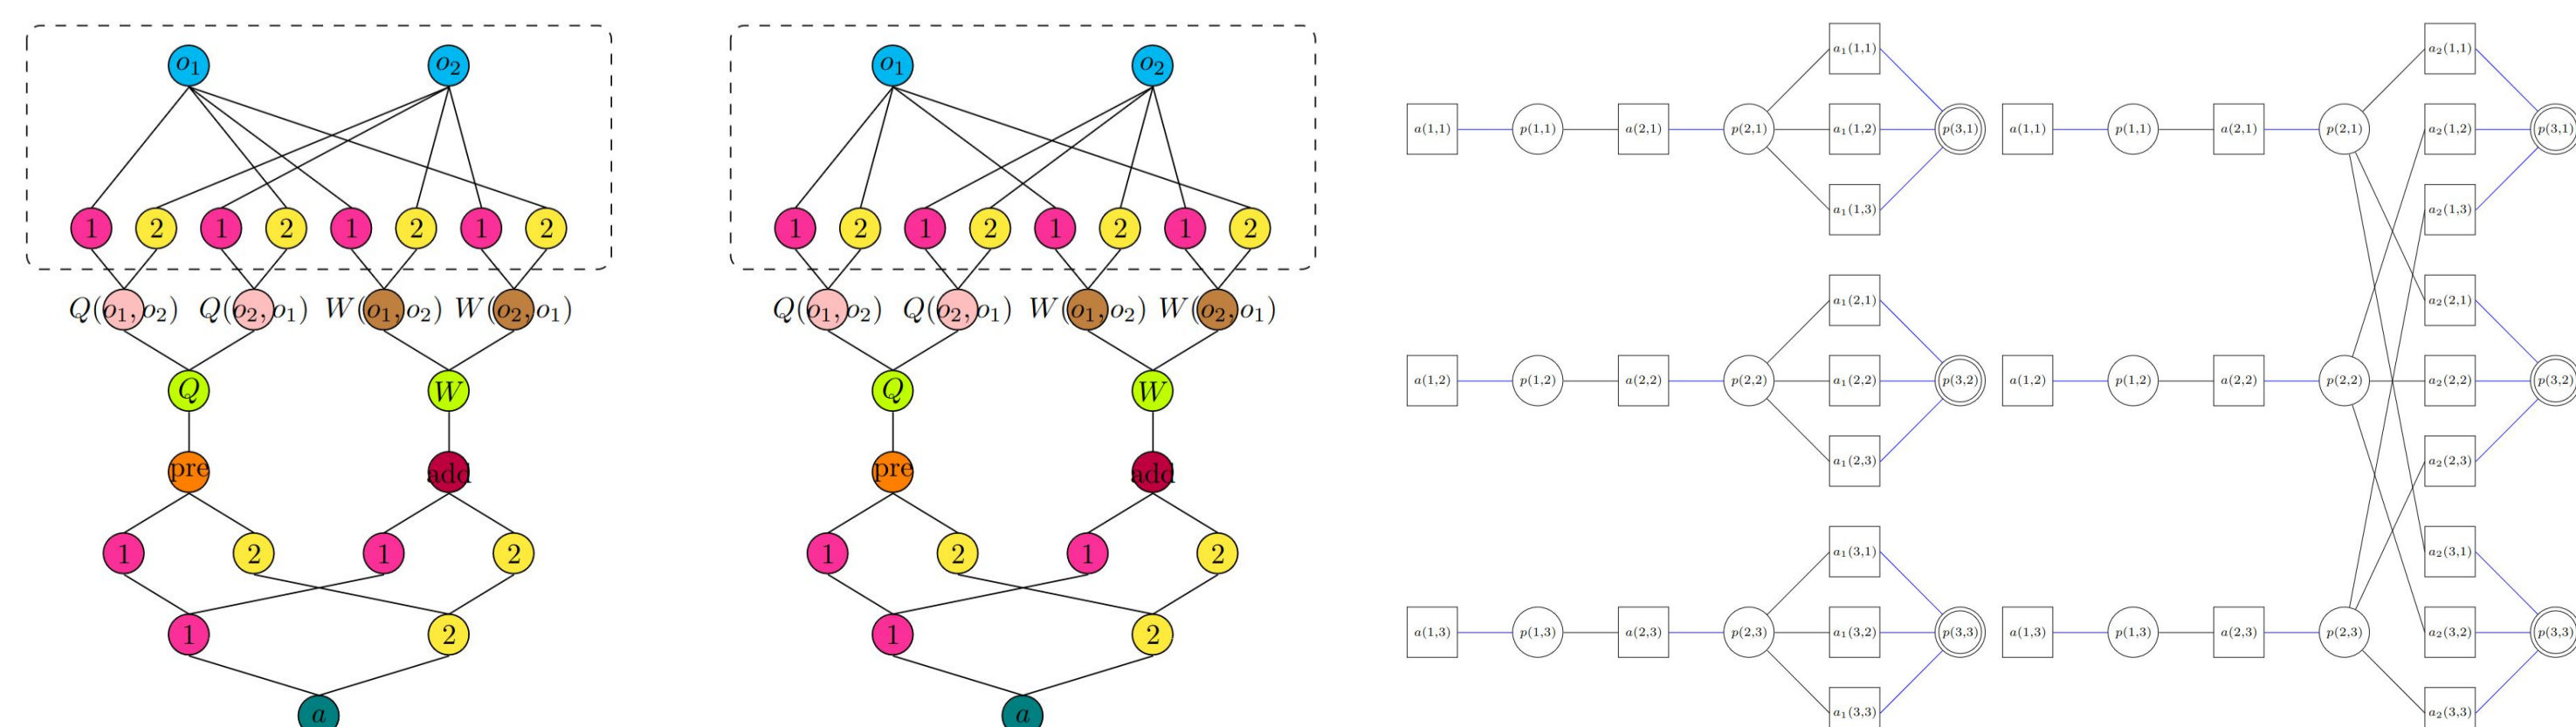 o1 o2
1 2 1 2 1 2 1 2
Q(o1,o2) Q(o2,o1) W(o1,o2) W(o2,o1)
Q W
pre add
1 2 1 2
1 2
a
o1 o2
1 2 1 2 1 2 1 2
Q(o1,o2) Q(o2,o1) W(o1,o2) W(o2,o1)
Q W
pre add
1 2 1 2
1 2
a
a1(1,1)
a(1,1) p(1,1) a(2,1) p(2,1) a1(1,2) p(3,1)
a1(1,3)
a1(2,1)
a(1,2) p(1,2) a(2,2) p(2,2) a1(2,2) p(3,2)
a1(2,3)
a1(3,1)
a(1,3) p(1,3) a(2,3) p(2,3) a1(3,2) p(3,3)
a1(3,3)
a2(1,1)
a(1,1) p(1,1) a(2,1) p(2,1) a2(1,2) p(3,1)
a2(1,3)
a2(2,1)
a(1,2) p(1,2) a(2,2) p(2,2) a2(2,2) p(3,2)
a2(2,3)
a2(3,1)
a(1,3) p(1,3) a(2,3) p(2,3) a2(3,2) p(3,3)
a2(3,3)